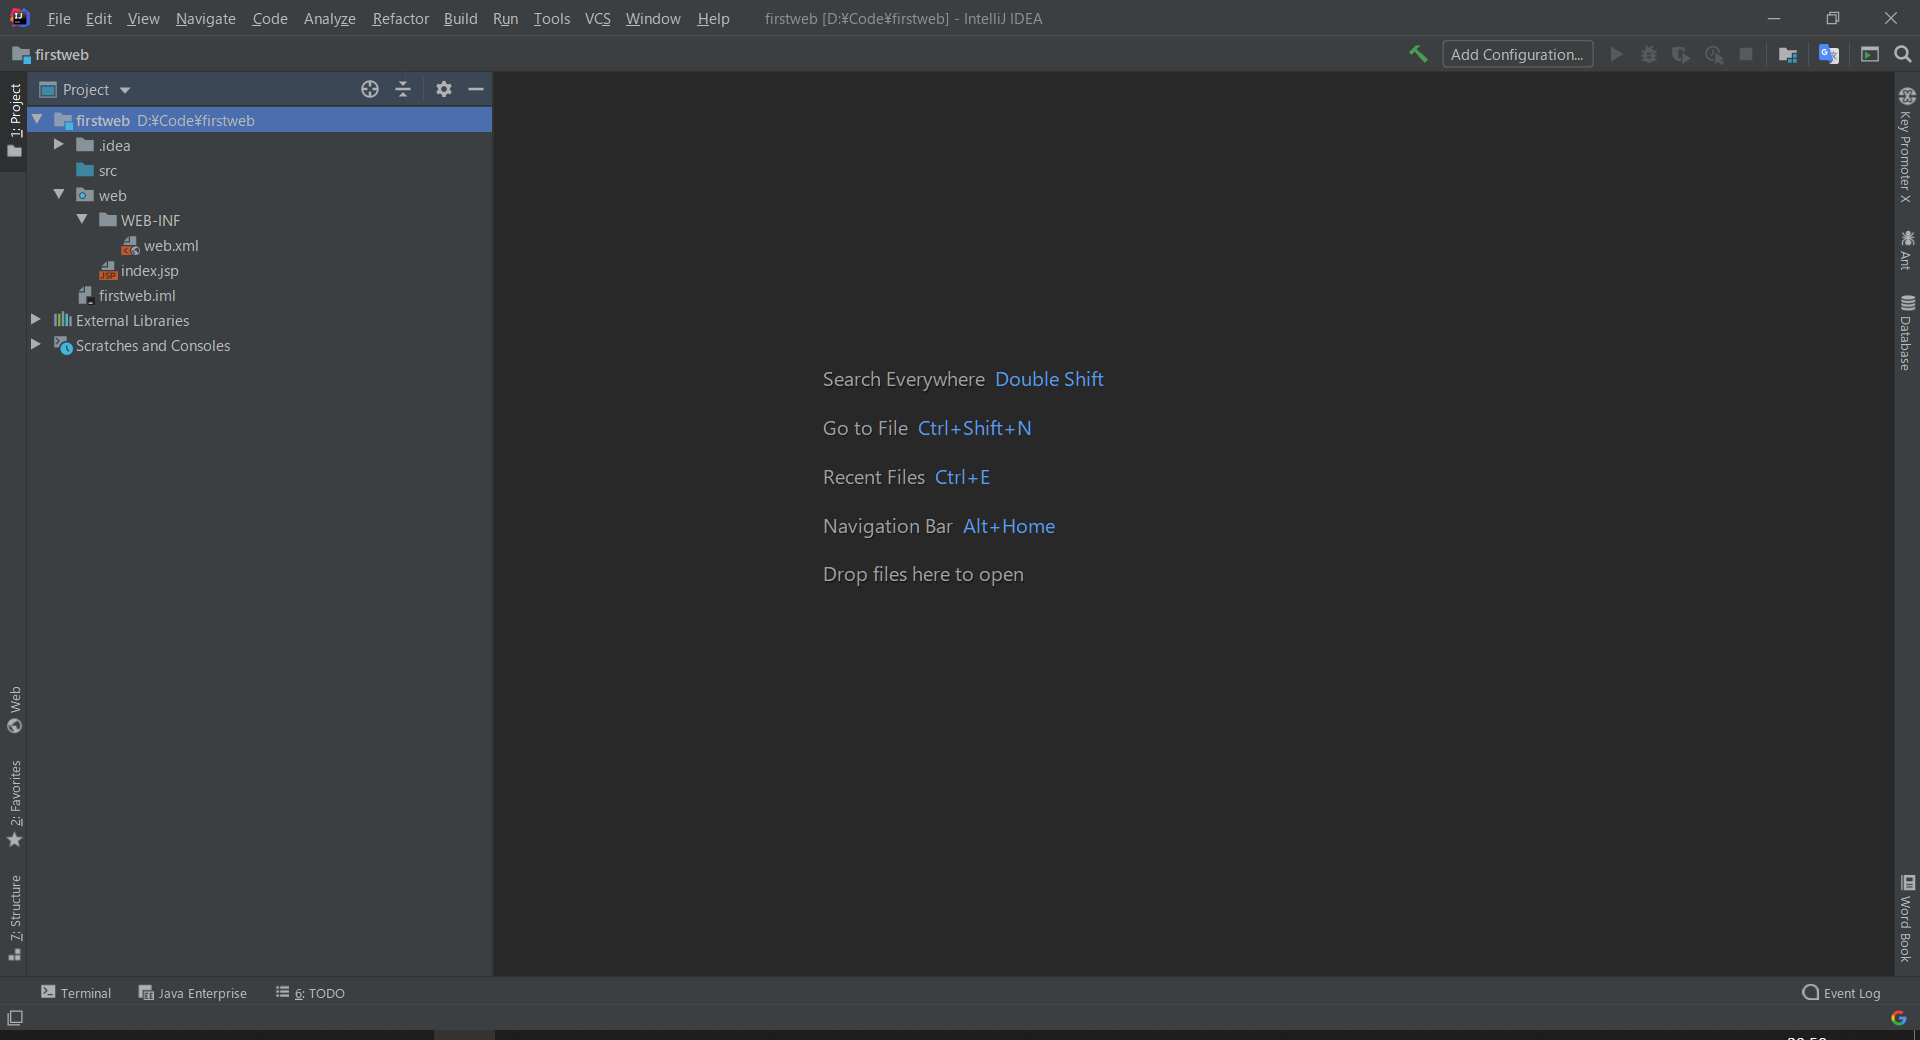 File Edit View Navigate Code Analyze Refactor Build Run Tools VCS Window Help firstweb [D:¥Code¥firstweb] - IntelliJ IDEA
firstweb
Add Configuration...
1: Project
Project
firstweb D:¥Code¥firstweb
.idea
src
web
WEB-INF
web.xml
JSP index.jsp
firstweb.iml
External Libraries
Scratches and Consoles
Search Everywhere Double Shift
Go to File Ctrl+Shift+N
Recent Files Ctrl+E
Navigation Bar Alt+Home
Drop files here to open
Key Promoter X
Ant
Database
Word Book
Web
2: Favorites
7: Structure
Terminal Java Enterprise 6: TODO Event Log